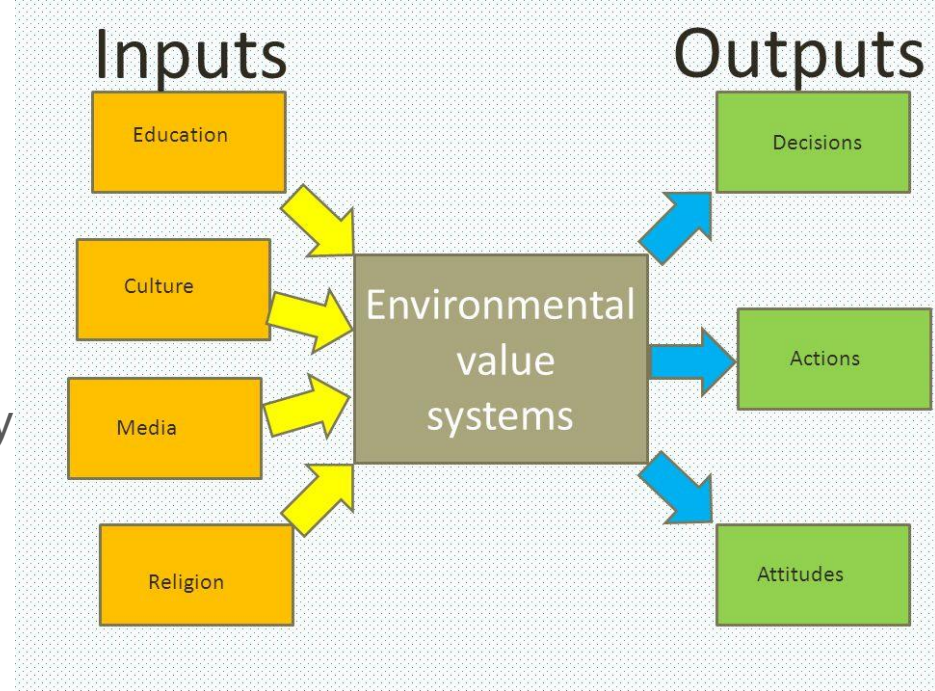 Inputs
Outputs
Education
Culture
Media
Religion
Environmental
value
systems
Decisions
Actions
Attitudes
y